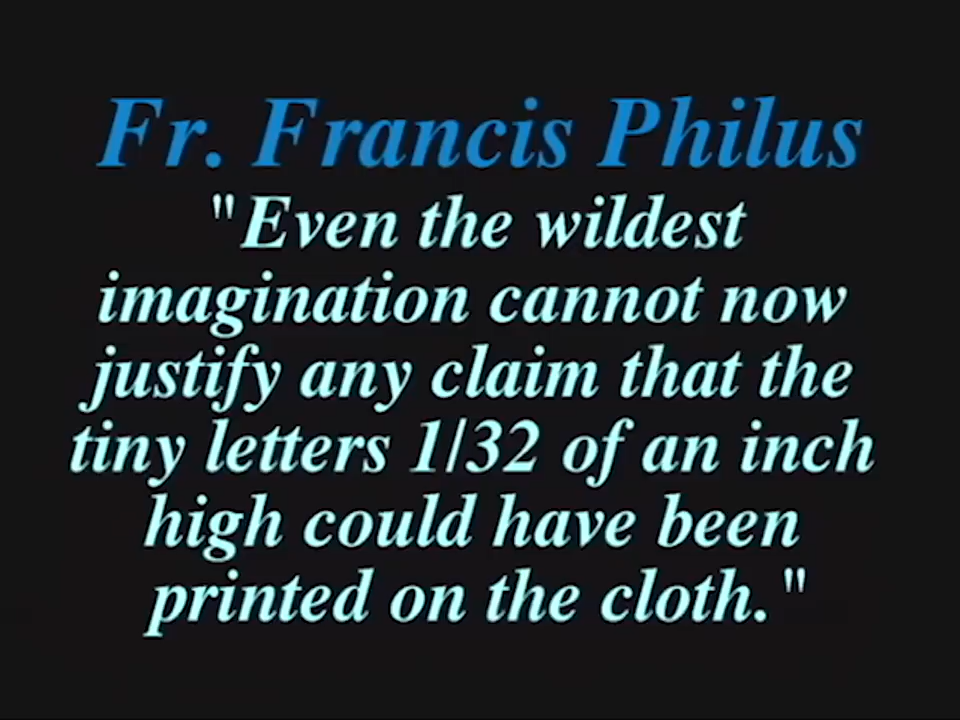 Fr. Francis Philus
"Even the wildest
imagination cannot now
justify any claim that the
tiny letters 1/32 of an inch
high could have been
printed on the cloth."